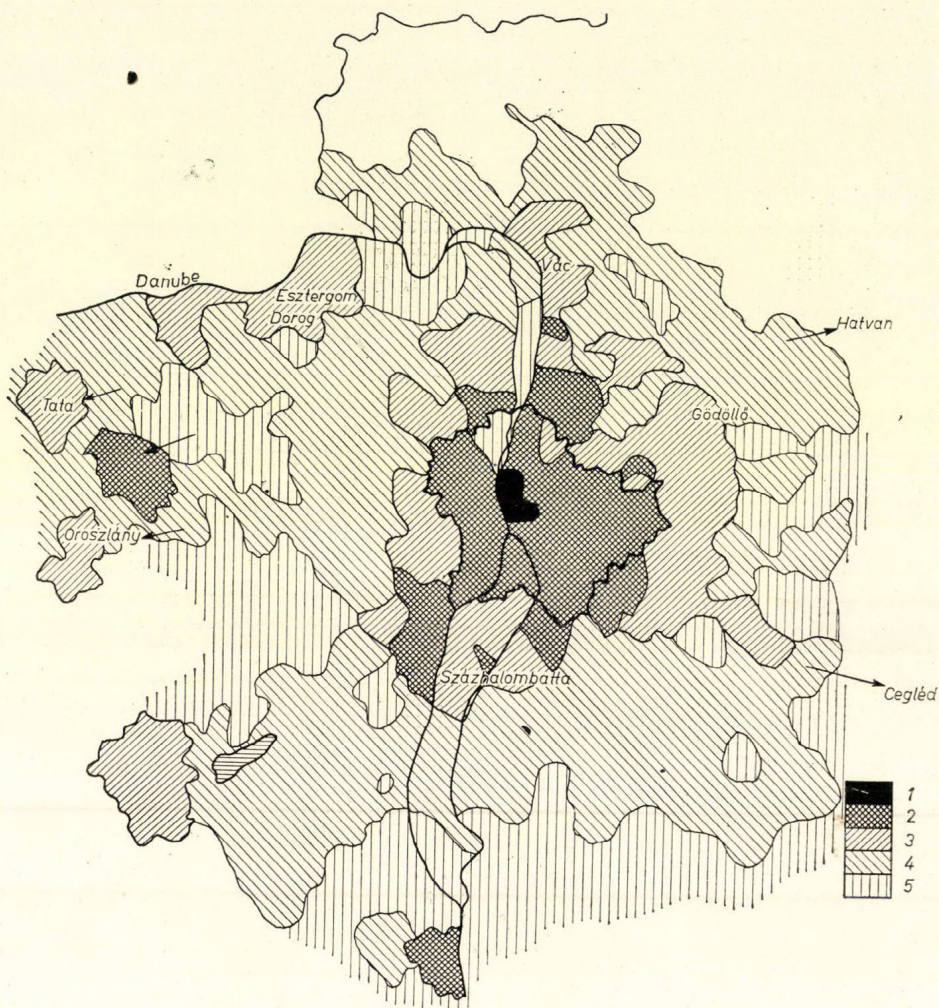 Danube
Esztergom
Dorog
Vác
Hatvan
Tata
Gödöllő
Oroszlány
Százhalombatta
Cegléd
1
2
3
4
5